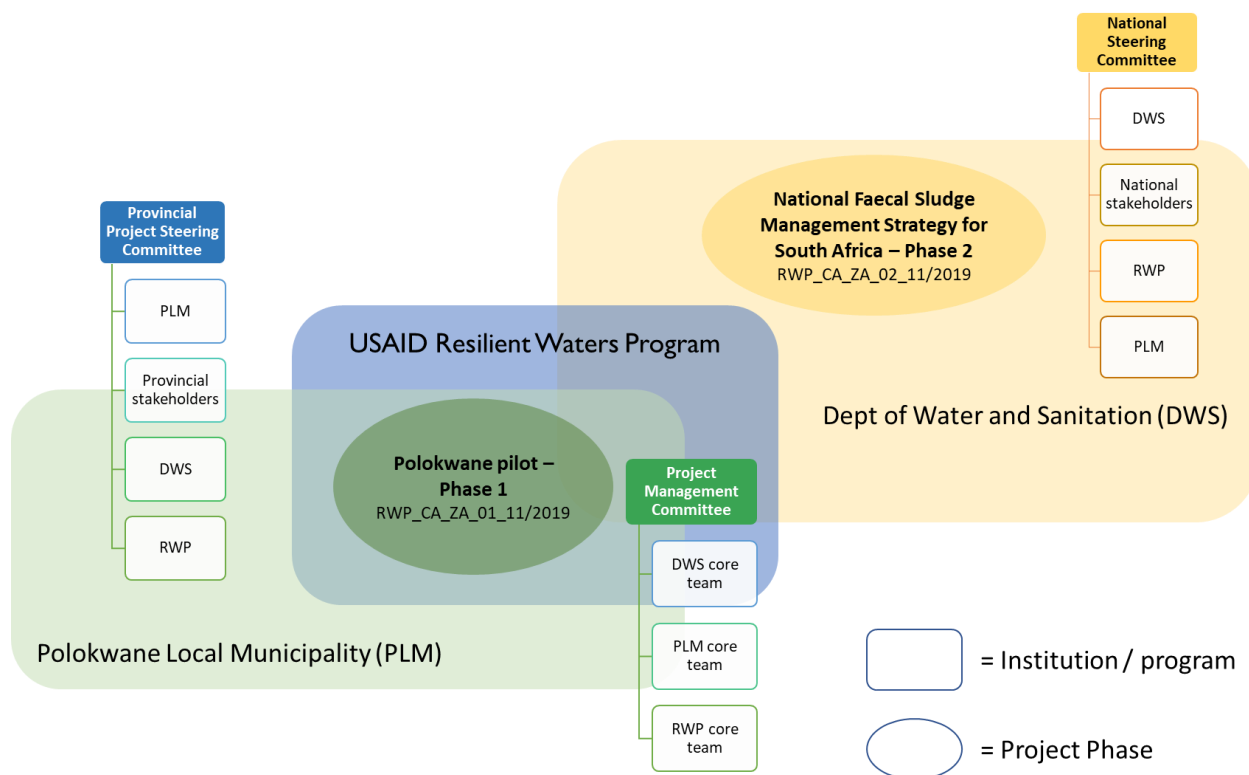 National
Steering
Committee
DWS
National
stakeholders
RWP
PLM
National Faecal Sludge
Management Strategy for
South Africa – Phase 2
RWP_CA_ZA_02_11/2019
Dept of Water and Sanitation (DWS)
Provincial
Project Steering
Committee
PLM
Provincial
stakeholders
DWS
RWP
USAID Resilient Waters Program
Polokwane pilot –
Phase 1
RWP_CA_ZA_01_11/2019
Project
Management
Committee
DWS core
team
PLM core
team
RWP core
team
Polokwane Local Municipality (PLM)
= Institution / program
= Project Phase